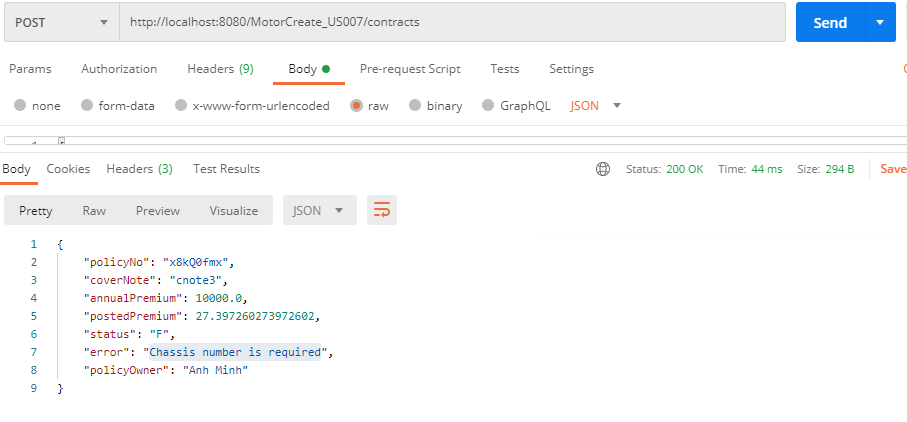 POST http://localhost:8080/MotorCreate_US007/contracts Send
Params Authorization Headers (9) Body Pre-request Script Tests Settings
none form-data x-www-form-urlencoded raw binary GraphQL JSON
Body Cookies Headers (3) Test Results Status: 200 OK Time: 44 ms Size: 294 B Save
Pretty Raw Preview Visualize JSON
1 {
2 "policyNo": "x8kQ0fmx",
3 "coverNote": "cnote3",
4 "annualPremium": 10000.0,
5 "postedPremium": 27.397260273972602,
6 "status": "F",
7 "error": "Chassis number is required",
8 "policyOwner": "Anh Minh"
9 }